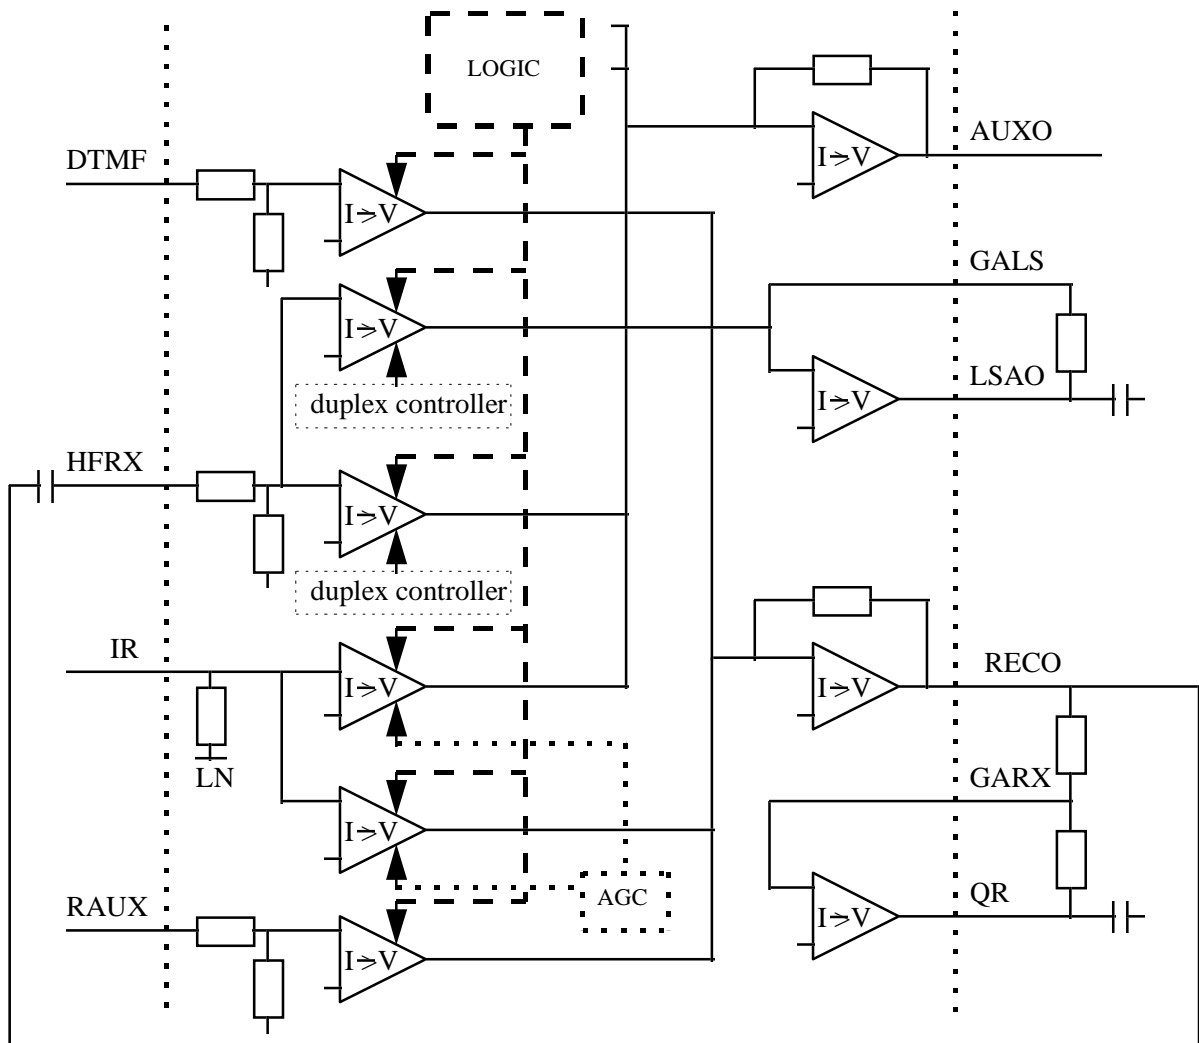 LOGIC
AUXO
DTMF
I->V
I->V
GALS
I->V
LSAO
I->V
duplex controller
HFRX
I->V
duplex controller
IR
RECO
I->V
I->V
LN
GARX
I->V
RAUX
AGC
QR
I->V
I->V